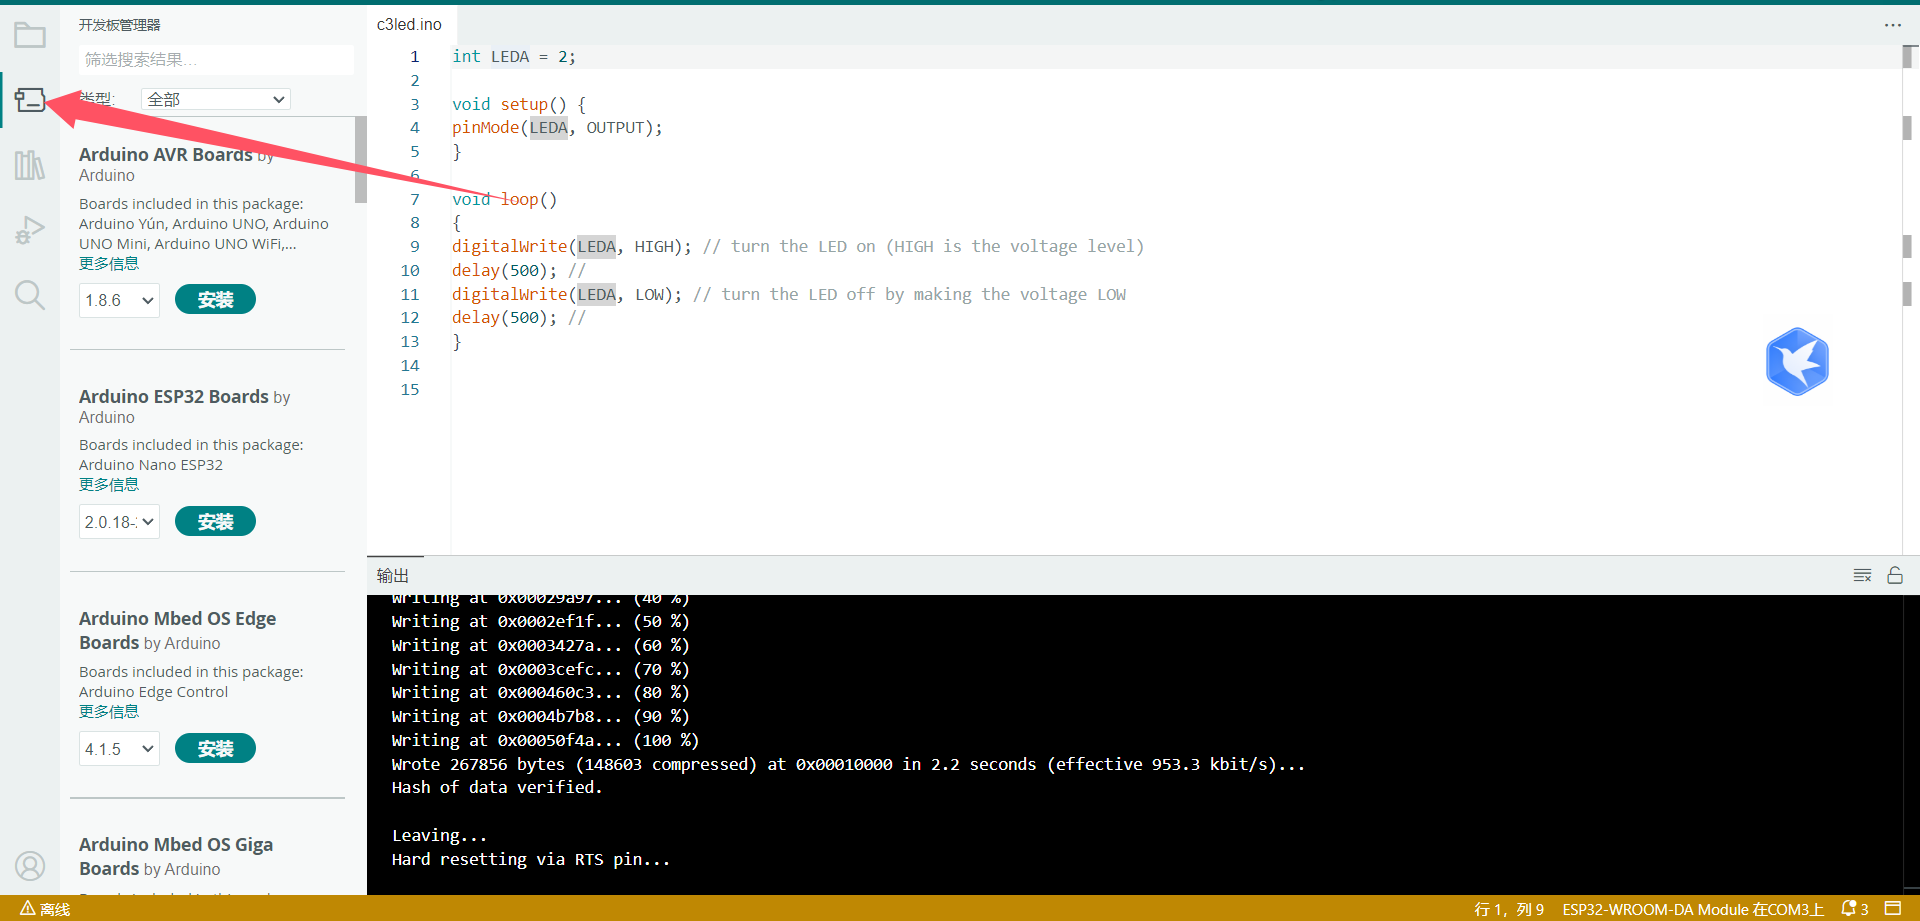 开发板管理器
筛选搜索结果...
类型:
全部
Arduino AVR Boards by
Arduino
Boards included in this package:
Arduino Yún, Arduino UNO, Arduino
UNO Mini, Arduino UNO WiFi,...
更多信息
1.8.6
安装
Arduino ESP32 Boards by
Arduino
Boards included in this package:
Arduino Nano ESP32
更多信息
2.0.18-
安装
Arduino Mbed OS Edge
Boards by Arduino
Boards included in this package:
Arduino Edge Control
更多信息
4.1.5
安装
Arduino Mbed OS Giga
Boards by Arduino
c3led.ino
1 int LEDA = 2;
2
3 void setup() {
4 pinMode(LEDA, OUTPUT);
5 }
6
7 void loop()
8 {
9 digitalWrite(LEDA, HIGH); // turn the LED on (HIGH is the voltage level)
10 delay(500); //
11 digitalWrite(LEDA, LOW); // turn the LED off by making the voltage LOW
12 delay(500); //
13 }
14
15
输出
Writing at 0x00029a97... (40 %)
Writing at 0x0002ef1f... (50 %)
Writing at 0x0003427a... (60 %)
Writing at 0x0003cefc... (70 %)
Writing at 0x000460c3... (80 %)
Writing at 0x0004b7b8... (90 %)
Writing at 0x00050f4a... (100 %)
Wrote 267856 bytes (148603 compressed) at 0x00010000 in 2.2 seconds (effective 953.3 kbit/s)...
Hash of data verified.
Leaving...
Hard resetting via RTS pin...
离线
行 1，列 9 ESP32-WROOM-DA Module 在COM3上 3